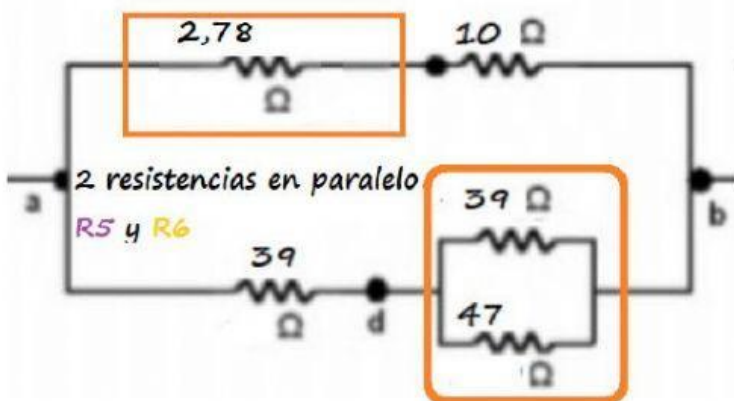 2,78
Ω
10 Ω
a
2 resistencias en paralelo
R5 y R6
b
39
Ω
d
39 Ω
47
Ω